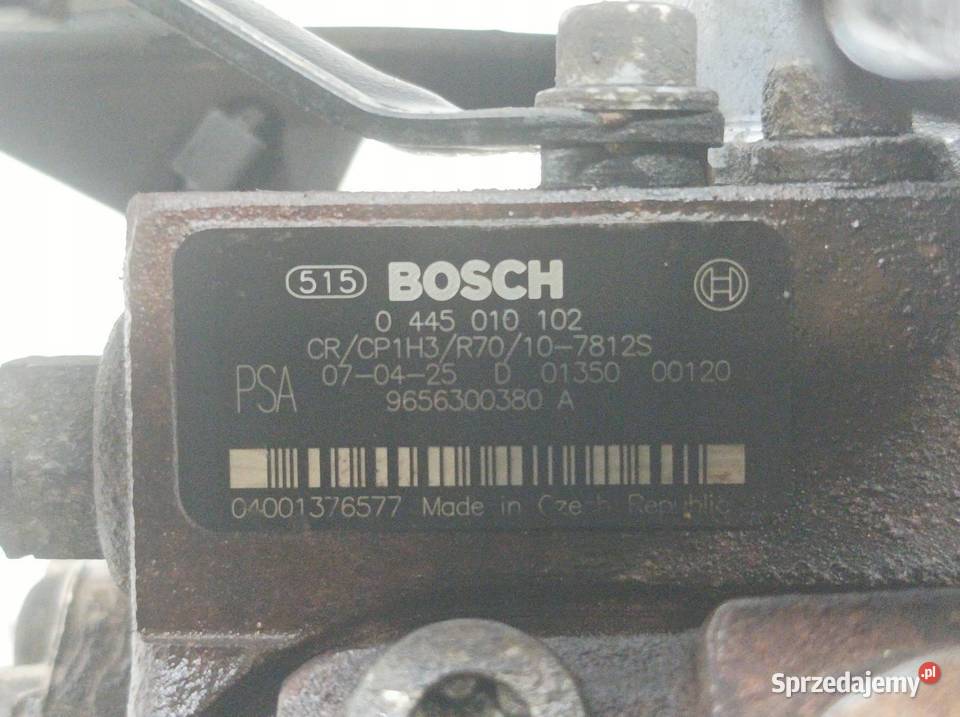 515 BOSCH
0 445 010 102
CR/CP1H3/R70/10-7812S
PSA 07-04-25 D 01350 00120
9656300380 A
04001376577 Made in Czech Republic
Sprzedajemy.pl